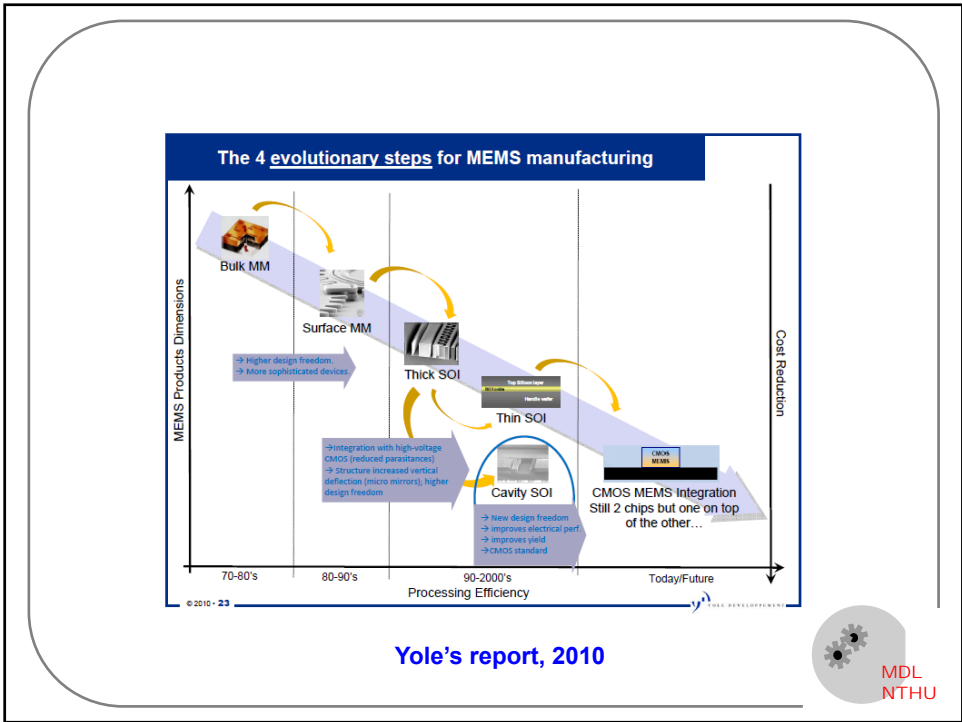 The 4 evolutionary steps for MEMS manufacturing
MEMS Products Dimensions
Bulk MM
Surface MM
→ Higher design freedom.
→ More sophisticated devices.
Thick SOI
Top Silicon layer
Handle wafer
Thin SOI
→Integration with high-voltage
CMOS (reduced parasitances)
→ Structure increased vertical
deflection (micro mirrors); higher
design freedom
Cavity SOI
→ New design freedom
→ improves electrical perf.
→ improves yield
→CMOS standard
CMOS
MEMS
CMOS MEMS Integration
Still 2 chips but one on top
of the other…
Cost Reduction
70-80's
80-90's
90-2000's
Today/Future
Processing Efficiency
© 2010 • 23
YOLE DEVELOPPEMENT
Yole's report, 2010
MDL
NTHU